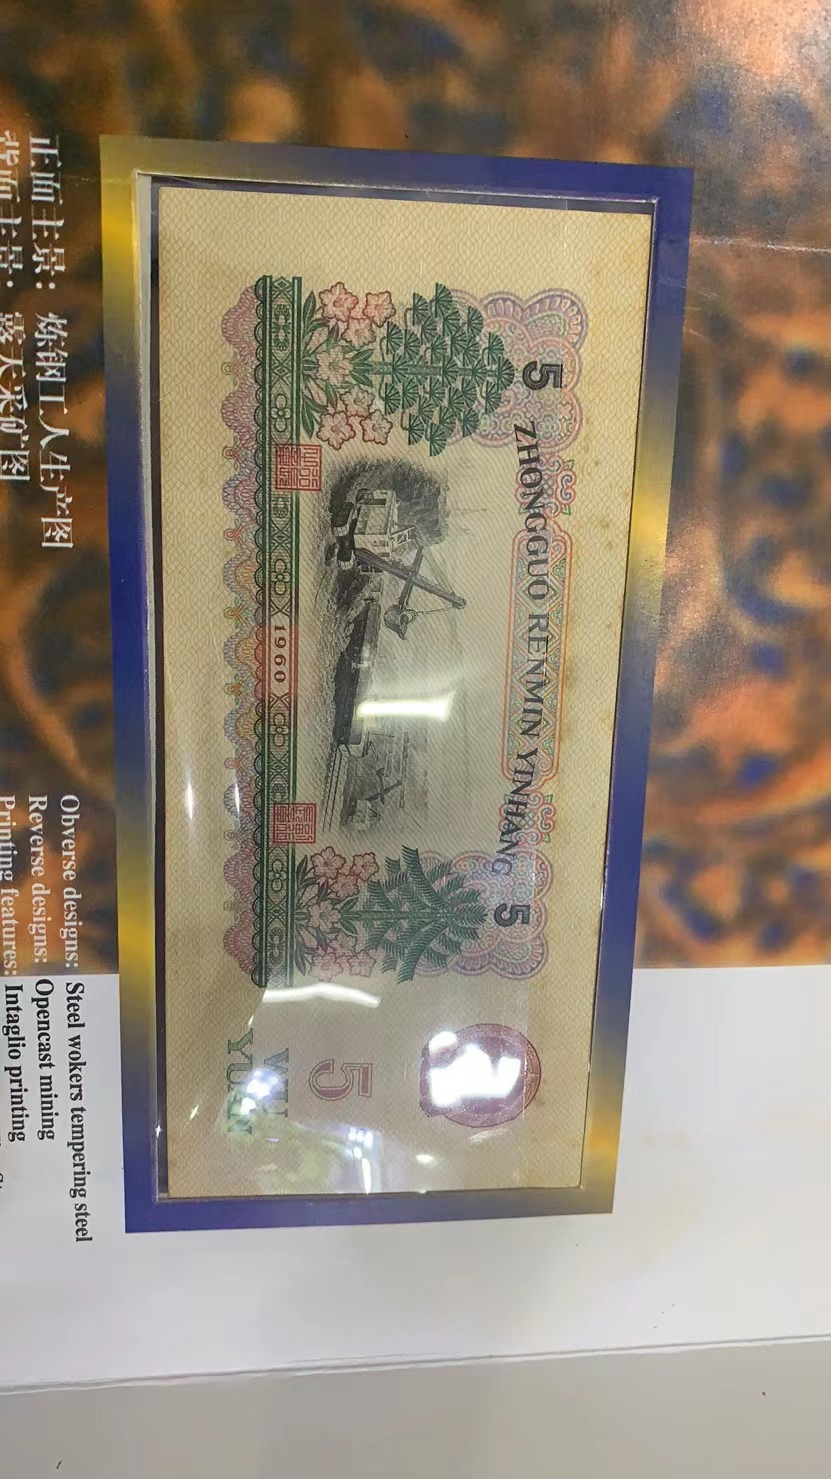 5 ZHONGGUO RENMIN YINHANG 5
1960
5
WU
YUAN
正面主景: 炼钢工人生产图
背面主景: 露天采矿图
Obverse designs: Steel wokers tempering steel
Reverse designs: Opencast mining
Printing features: Intaglio printing